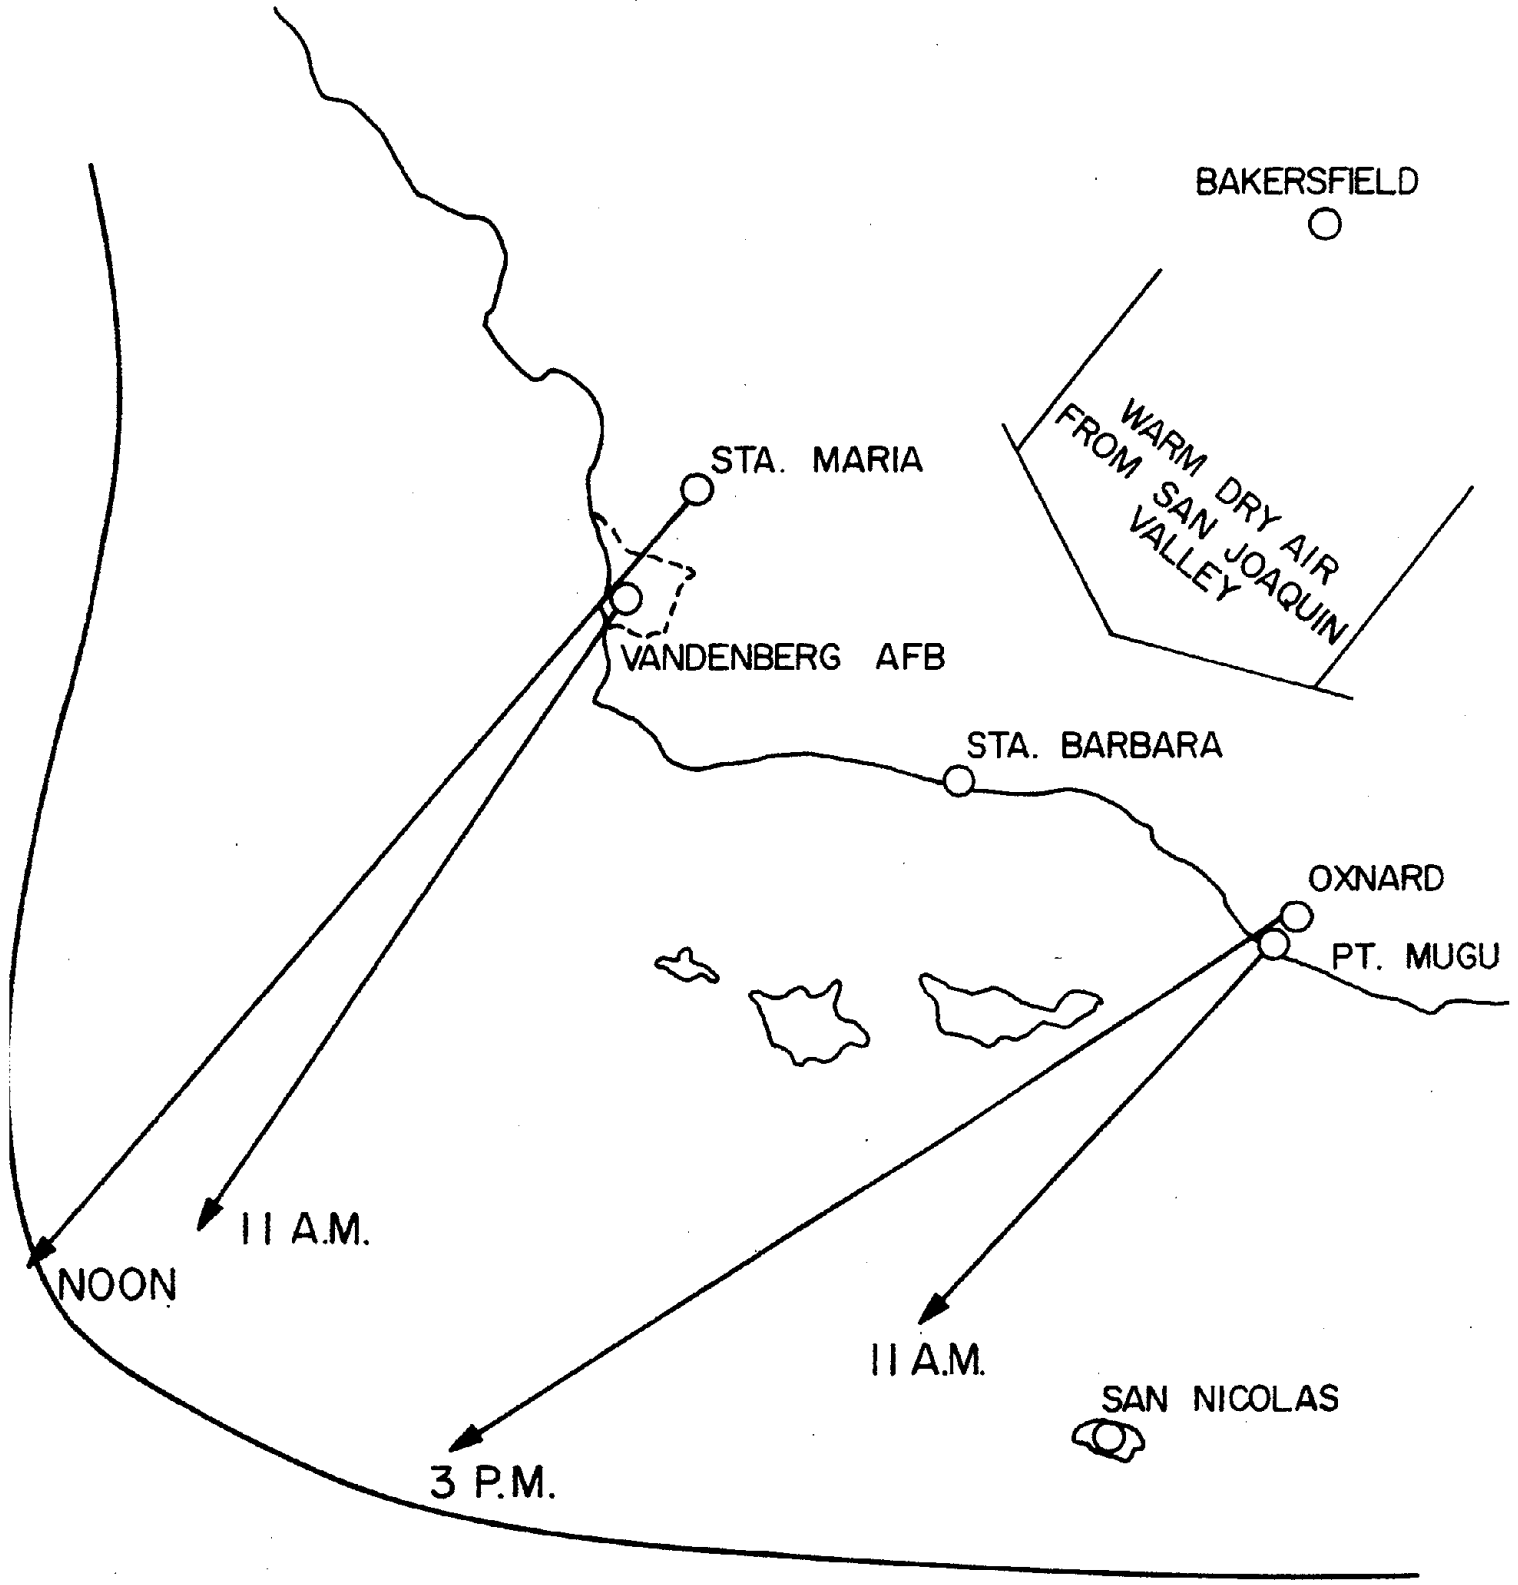 BAKERSFIELD
WARM DRY AIR
FROM SAN JOAQUIN
VALLEY
STA. MARIA
VANDENBERG AFB
STA. BARBARA
OXNARD
PT. MUGU
11 A.M.
NOON
11 A.M.
SAN NICOLAS
3 P.M.